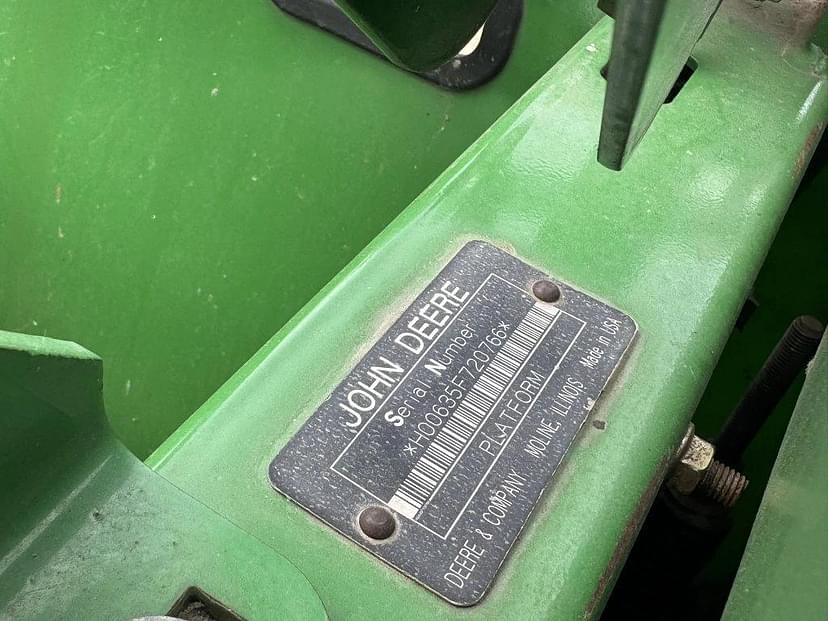 JOHN DEERE
Serial Number
*H00635F720766*
PLATFORM
DEERE & COMPANY MOLINE, ILLINOIS Made in USA